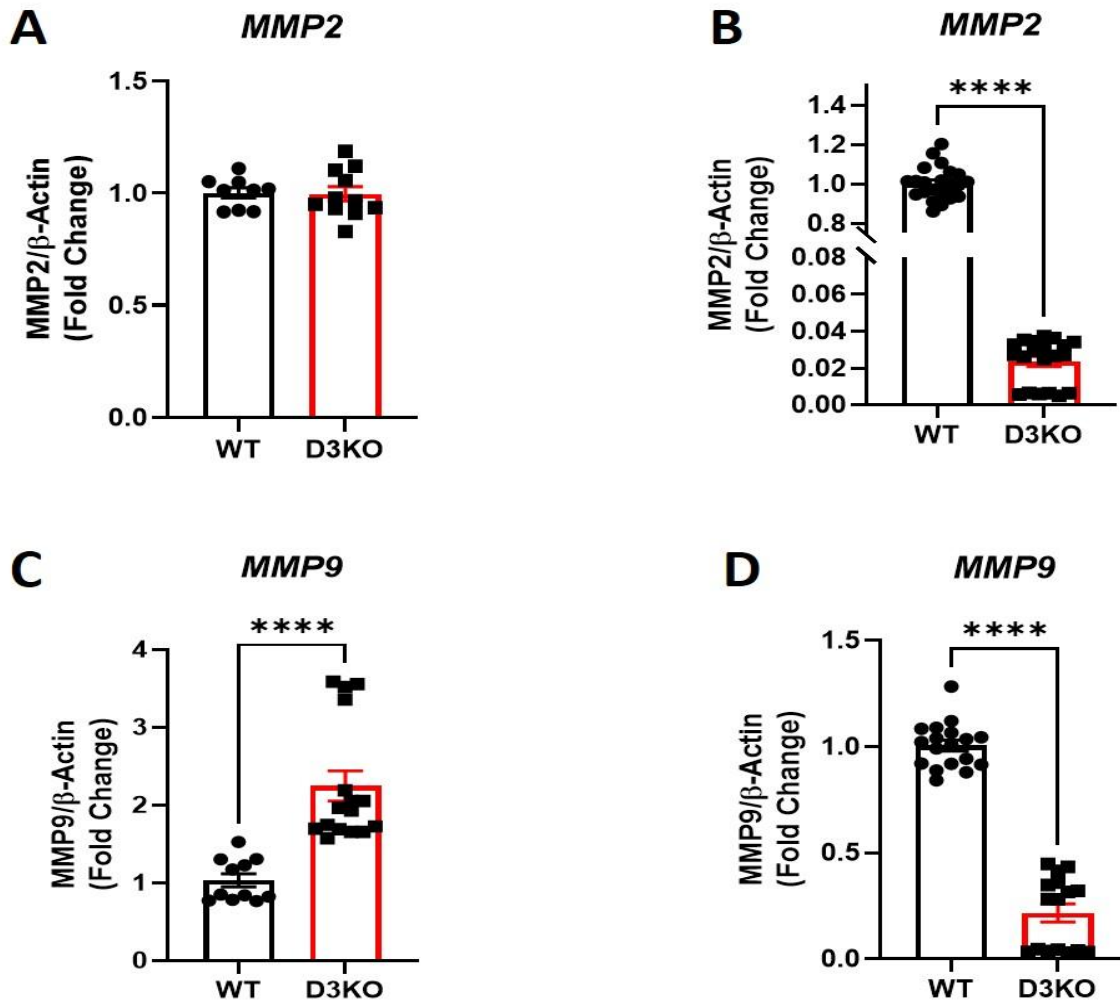 A
MMP2
MMP2/β-Actin
(Fold Change)
1.5
1.0
0.5
0.0
WT
D3KO
B
MMP2
****
MMP2/β-Actin
(Fold Change)
1.4
1.2
1.0
0.8
0.08
0.06
0.04
0.02
0.00
WT
D3KO
C
MMP9
****
MMP9/β-Actin
(Fold Change)
4
3
2
1
0
WT
D3KO
D
MMP9
****
MMP9/β-Actin
(Fold Change)
1.5
1.0
0.5
0.0
WT
D3KO